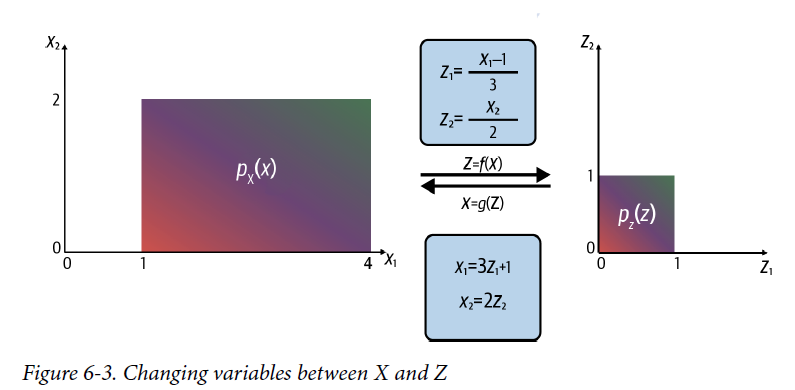 X₂
2
0
0
1
4
X₁
pₓ(x)
Z₁= X₁–1
3
Z₂= X₂
2
Z=f(X)
X=g(Z)
X₁=3Z₁+1
X₂=2Z₂
Z₂
1
0
0
1
Z₁
p_z(z)
Figure 6-3. Changing variables between X and Z